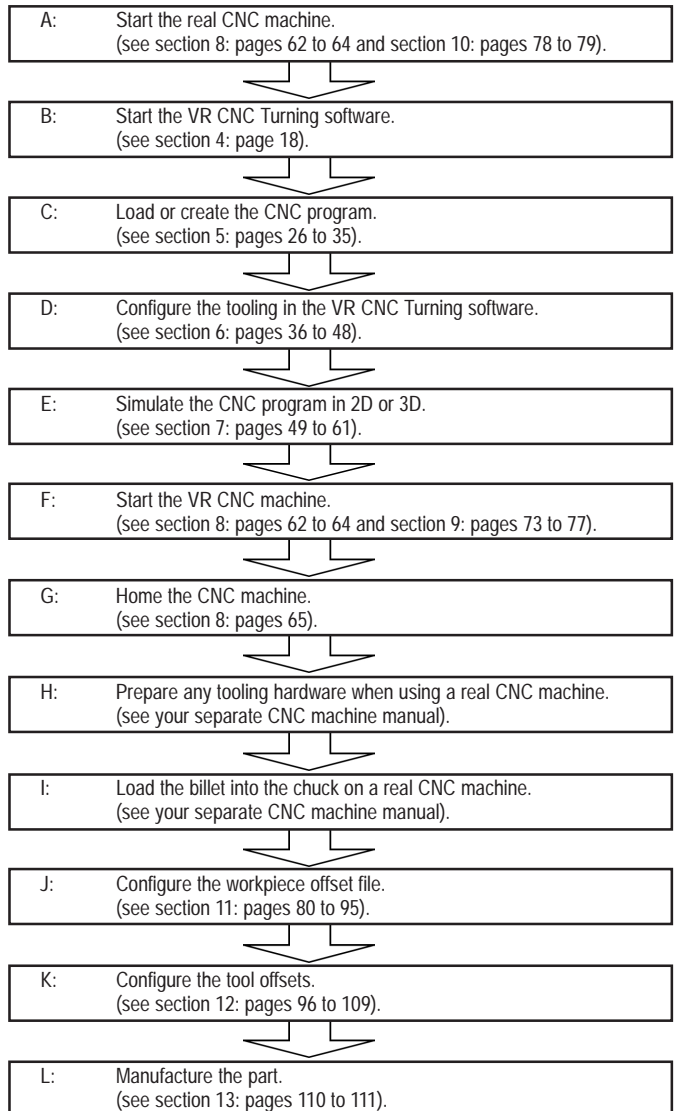 A: Start the real CNC machine.
(see section 8: pages 62 to 64 and section 10: pages 78 to 79).
B: Start the VR CNC Turning software.
(see section 4: page 18).
C: Load or create the CNC program.
(see section 5: pages 26 to 35).
D: Configure the tooling in the VR CNC Turning software.
(see section 6: pages 36 to 48).
E: Simulate the CNC program in 2D or 3D.
(see section 7: pages 49 to 61).
F: Start the VR CNC machine.
(see section 8: pages 62 to 64 and section 9: pages 73 to 77).
G: Home the CNC machine.
(see section 8: pages 65).
H: Prepare any tooling hardware when using a real CNC machine.
(see your separate CNC machine manual).
I: Load the billet into the chuck on a real CNC machine.
(see your separate CNC machine manual).
J: Configure the workpiece offset file.
(see section 11: pages 80 to 95).
K: Configure the tool offsets.
(see section 12: pages 96 to 109).
L: Manufacture the part.
(see section 13: pages 110 to 111).